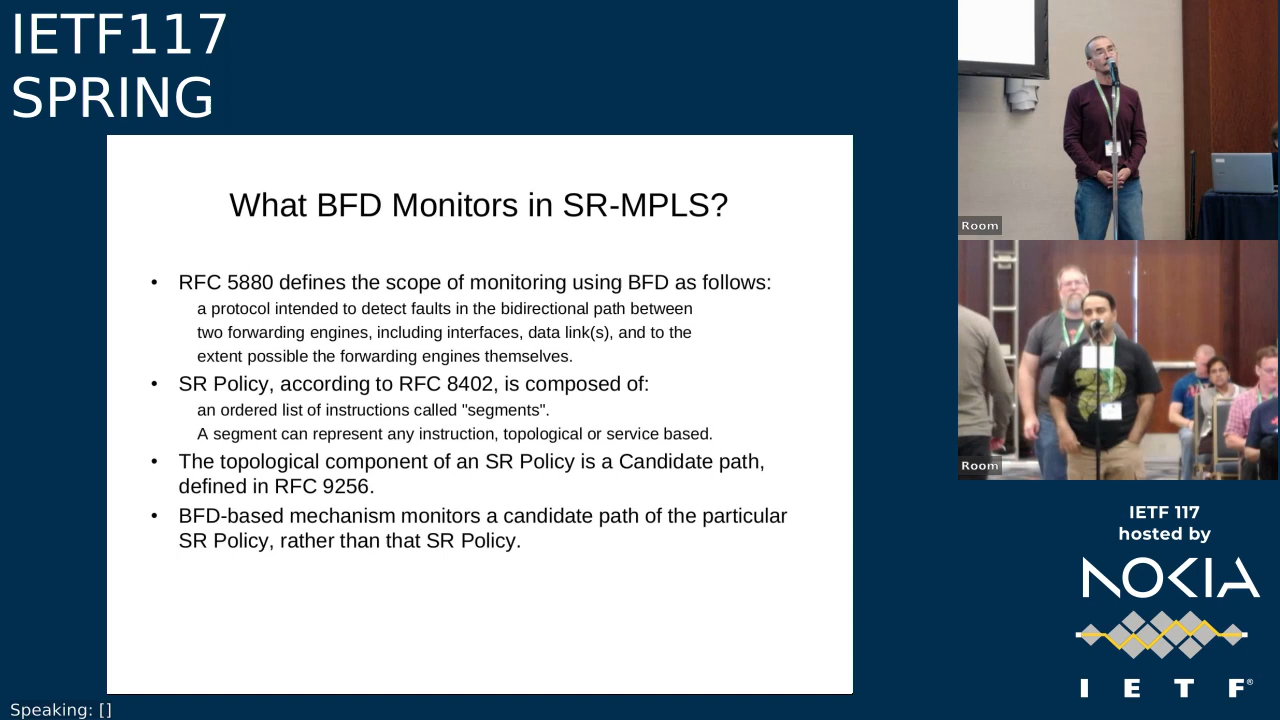 IETF117
SPRING
What BFD Monitors in SR-MPLS?
• RFC 5880 defines the scope of monitoring using BFD as follows:
a protocol intended to detect faults in the bidirectional path between
two forwarding engines, including interfaces, data link(s), and to the
extent possible the forwarding engines themselves.
• SR Policy, according to RFC 8402, is composed of:
an ordered list of instructions called "segments".
A segment can represent any instruction, topological or service based.
• The topological component of an SR Policy is a Candidate path,
defined in RFC 9256.
• BFD-based mechanism monitors a candidate path of the particular
SR Policy, rather than that SR Policy.
Room
Room
IETF 117
hosted by
NOKIA
I E T F®
Speaking: []